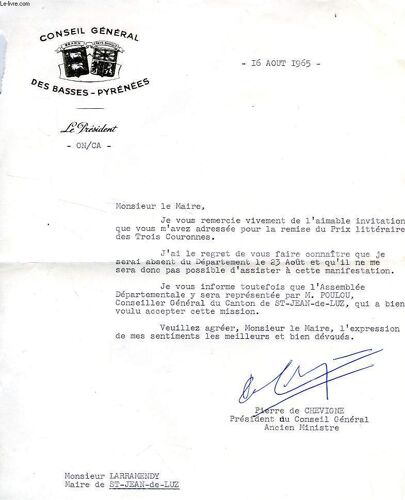 Le-livre.com
CONSEIL GÉNÉRAL
DES BASSES-PYRÉNÉES
Le Président
- ON/CA -
- 16 AOUT 1965 -
Monsieur le Maire,
Je vous remercie vivement de l'aimable invitation
que vous m'avez adressée pour la remise du Prix littéraire
des Trois Couronnes.
J'ai le regret de vous faire connaître que je
serai absent du Département le 23 Août et qu'il ne me
sera donc pas possible d'assister à cette manifestation.
Je vous informe toutefois que l'Assemblée
Départementale y sera représentée par M. POULOU,
Conseiller Général du Canton de ST-JEAN-de-LUZ, qui a bien
voulu accepter cette mission.
Veuillez agréer, Monsieur le Maire, l'expression
de mes sentiments les meilleurs et bien dévoués.
Pierre de CHEVIGNE
Président du Conseil Général
Ancien Ministre
Monsieur LARRAMENDY
Maire de ST-JEAN-de-LUZ